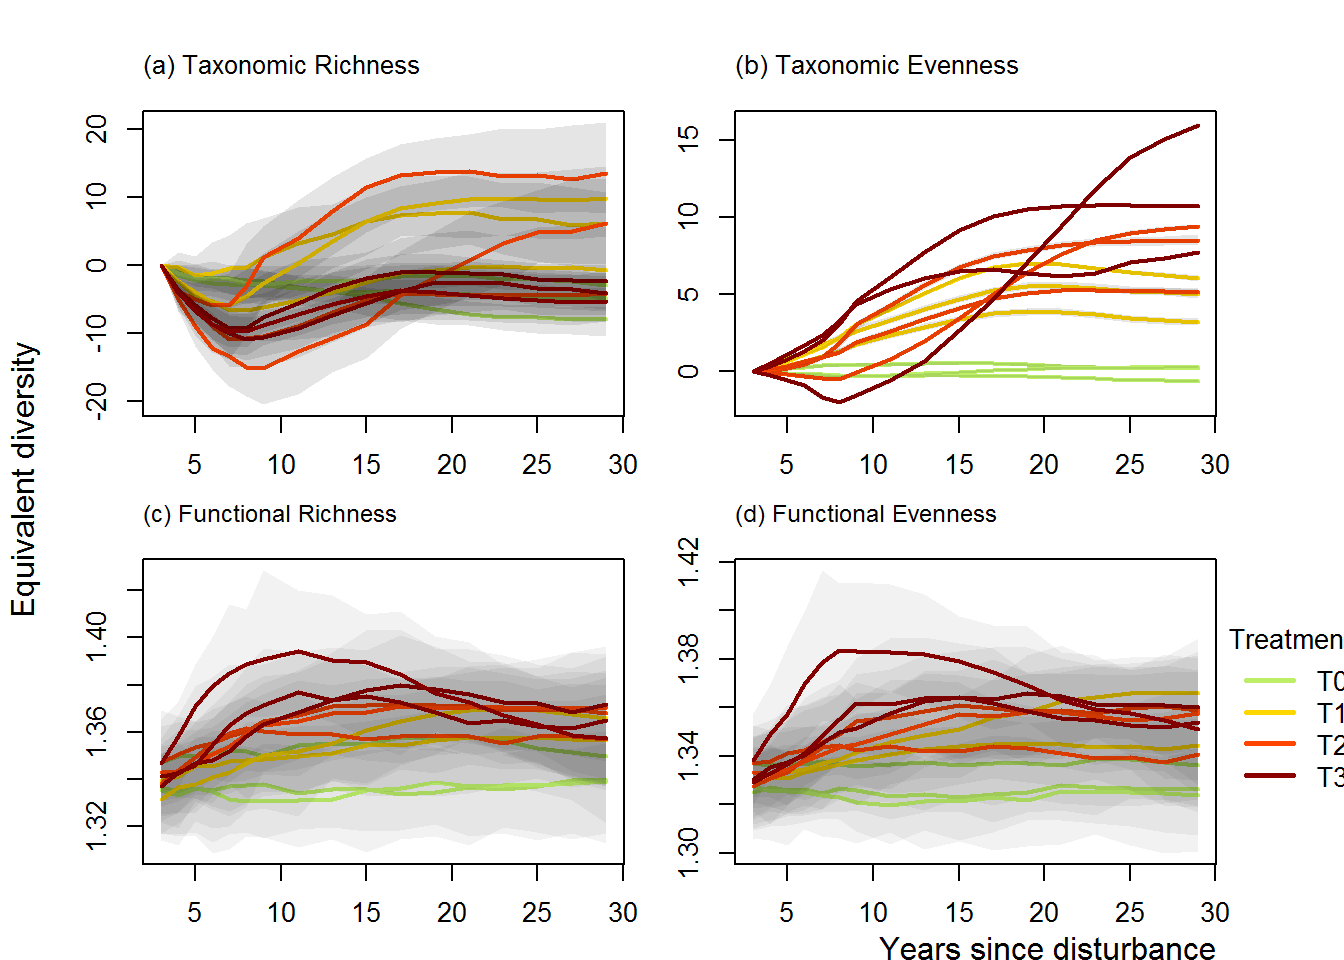 (a) Taxonomic Richness
(b) Taxonomic Evenness
20
10
0
-10
-20
15
10
5
0
5 10 15 20 25 30
5 10 15 20 25 30
Equivalent diversity
(c) Functional Richness
(d) Functional Evenness
1.40
1.36
1.32
1.42
1.38
1.34
1.30
5 10 15 20 25 30
5 10 15 20 25 30
Years since disturbance
Treatmen
T0
T1
T2
T3